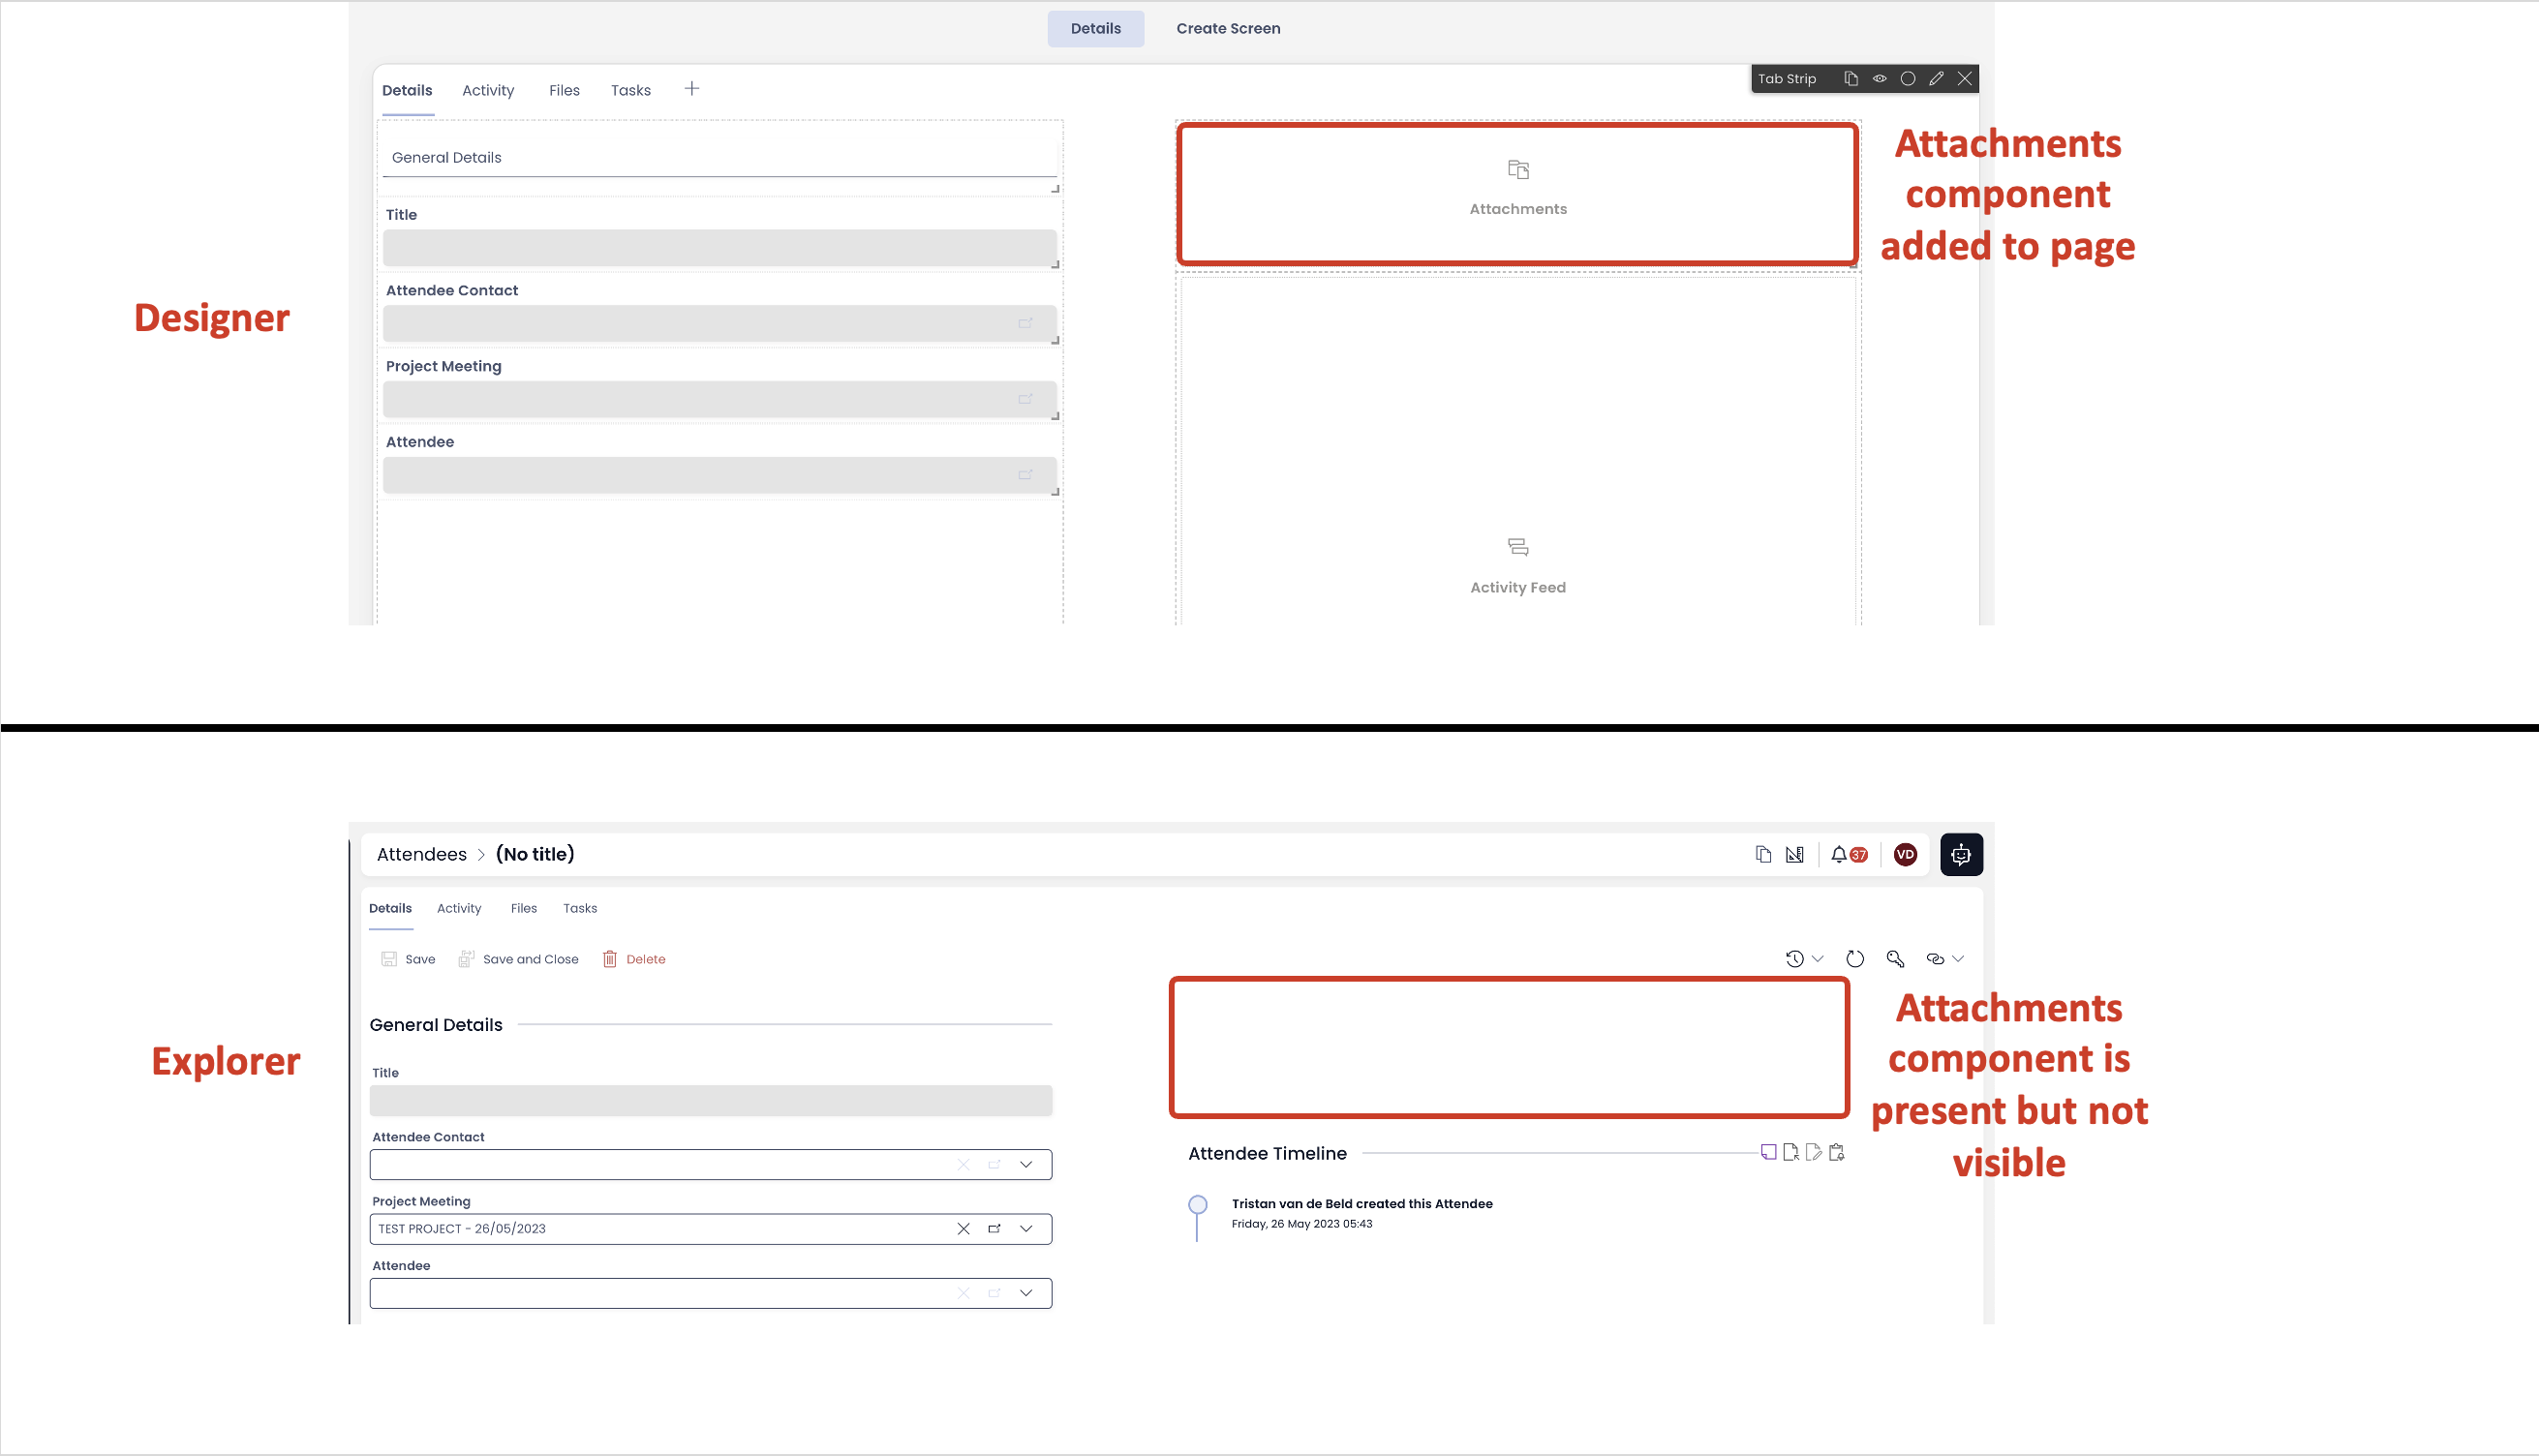 Details Create Screen
Details Activity Files Tasks
Tab Strip
General Details
Title
Attendee Contact
Project Meeting
Attendee
Attachments
Activity Feed
Designer
Attachments
component
added to page
Attendees > (No title)
37
VD
Details Activity Files Tasks
Save Save and Close Delete
General Details
Title
Attendee Contact
Project Meeting
TEST PROJECT - 26/05/2023
Attendee
Attendee Timeline
Tristan van de Beld created this Attendee
Friday, 26 May 2023 05:43
Explorer
Attachments
component is
present but not
visible